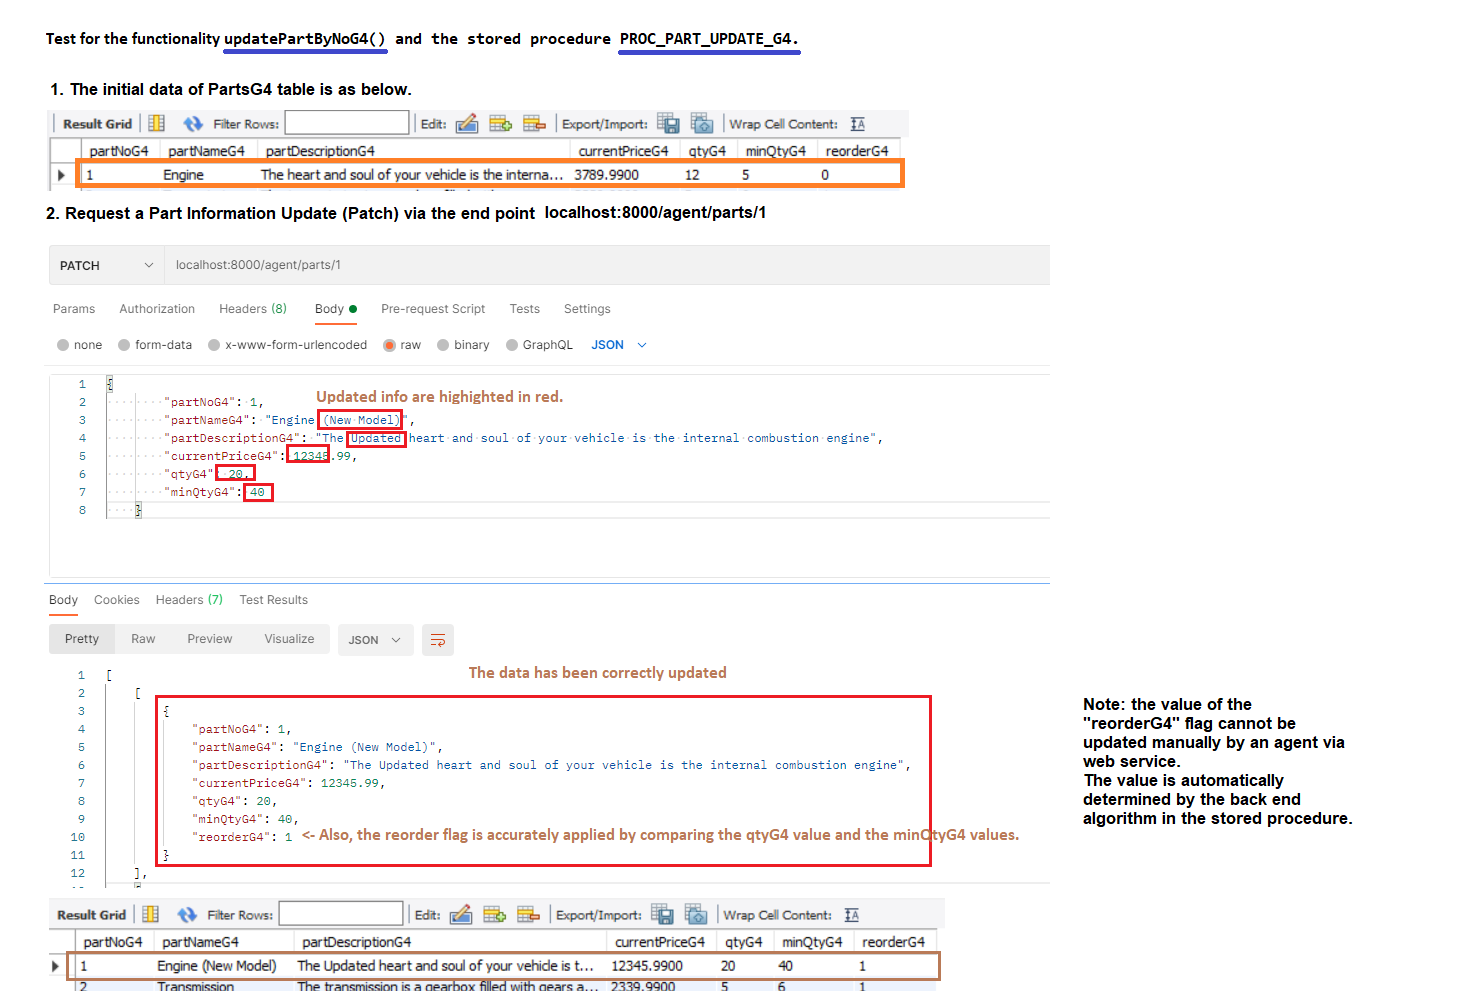 Test for the functionality updatePartByNoG4() and the stored procedure PROC_PART_UPDATE_G4.
1. The initial data of PartsG4 table is as below.
Result Grid Filter Rows: Edit: Export/Import: Wrap Cell Content:
partNoG4 partNameG4 partDescriptionG4 currentPriceG4 qtyG4 minQtyG4 reorderG4
1 Engine The heart and soul of your vehicle is the interna... 3789.9900 12 5 0
2. Request a Part Information Update (Patch) via the end point localhost:8000/agent/parts/1
PATCH localhost:8000/agent/parts/1
Params Authorization Headers (8) Body Pre-request Script Tests Settings
none form-data x-www-form-urlencoded raw binary GraphQL JSON
1 {
Updated info are highighted in red.
2 "partNoG4": 1,
3 "partNameG4": "Engine (New Model)",
4 "partDescriptionG4": "The Updated heart and soul of your vehicle is the internal combustion engine",
5 "currentPriceG4": 12345.99,
6 "qtyG4": 20,
7 "minQtyG4": 40
8 }
Body Cookies Headers (7) Test Results
Pretty Raw Preview Visualize JSON
The data has been correctly updated
1 [
2 [
3 {
4 "partNoG4": 1,
5 "partNameG4": "Engine (New Model)",
6 "partDescriptionG4": "The Updated heart and soul of your vehicle is the internal combustion engine",
7 "currentPriceG4": 12345.99,
8 "qtyG4": 20,
9 "minQtyG4": 40,
10 "reorderG4": 1 <- Also, the reorder flag is accurately applied by comparing the qtyG4 value and the minQtyG4 values.
11 }
12 ],
Note: the value of the
"reorderG4" flag cannot be
updated manually by an agent via
web service.
The value is automatically
determined by the back end
algorithm in the stored procedure.
Result Grid Filter Rows: Edit: Export/Import: Wrap Cell Content:
partNoG4 partNameG4 partDescriptionG4 currentPriceG4 qtyG4 minQtyG4 reorderG4
1 Engine (New Model) The Updated heart and soul of your vehicle is t... 12345.9900 20 40 1
2 Transmission The transmission is a gearbox filled with gears a... 2339.9900 5 6 1